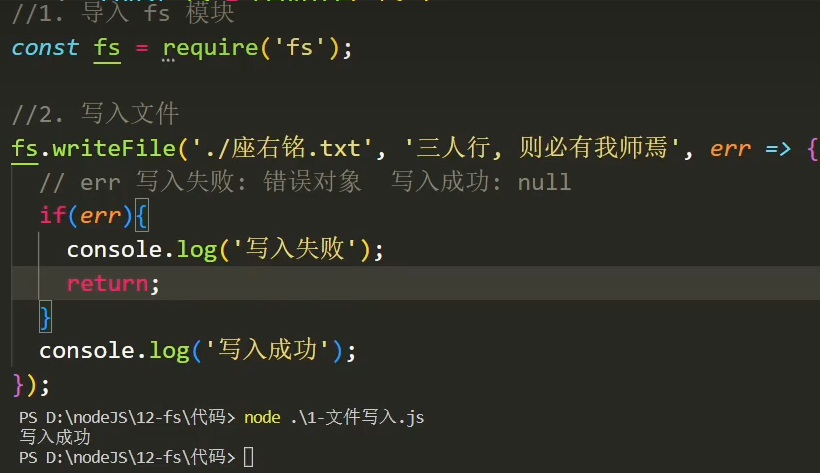 //1. 导入 fs 模块
const fs = require('fs');
//2. 写入文件
fs.writeFile('./座右铭.txt', '三人行, 则必有我师焉', err => {
// err 写入失败: 错误对象  写入成功: null
if(err){
console.log('写入失败');
return;
}
console.log('写入成功');
});
PS D:\nodeJS\12-fs\代码> node .\1-文件写入.js
写入成功
PS D:\nodeJS\12-fs\代码>